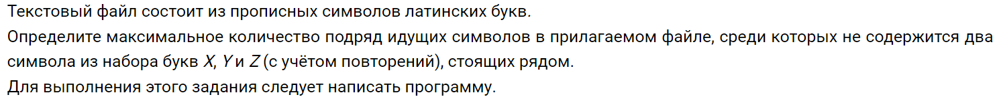 Текстовый файл состоит из прописных символов латинских букв.
Определите максимальное количество подряд идущих символов в прилагаемом файле, среди которых не содержится два
символа из набора букв X, Y и Z (с учётом повторений), стоящих рядом.
Для выполнения этого задания следует написать программу.